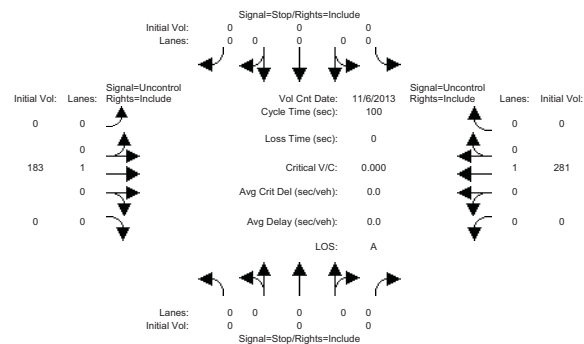 Signal=Stop/Rights=Include
Initial Vol: 0 0 0
Lanes: 0 0 0 0 0
Signal=Uncontrol
Initial Vol: Lanes: Rights=Include
Vol Cnt Date: 11/6/2013
Signal=Uncontrol
Rights=Include Lanes: Initial Vol:
Cycle Time (sec): 100
0 0
0 0
Loss Time (sec): 0
0
0
183 1
Critical V/C: 0.000
1 281
0
Avg Crit Del (sec/veh): 0.0
0
0 0
Avg Delay (sec/veh): 0.0
0 0
LOS: A
Lanes: 0 0 0 0 0
Initial Vol: 0 0 0
Signal=Stop/Rights=Include